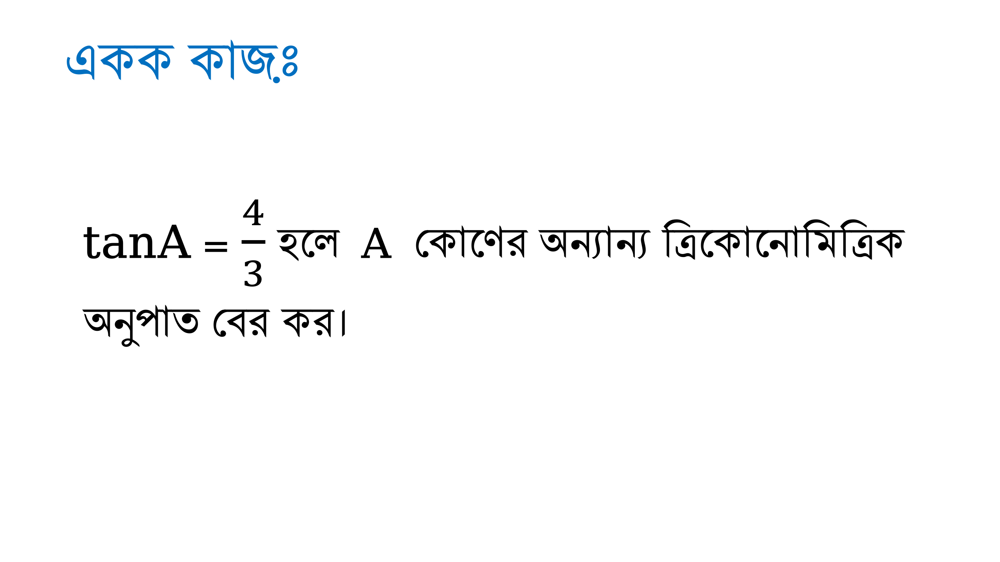 একক কাজ়ঃ
tanA = 4/3 হলে A কোণের অন্যান্য ত্রিকোনোমিত্রিক
অনুপাত বের কর।